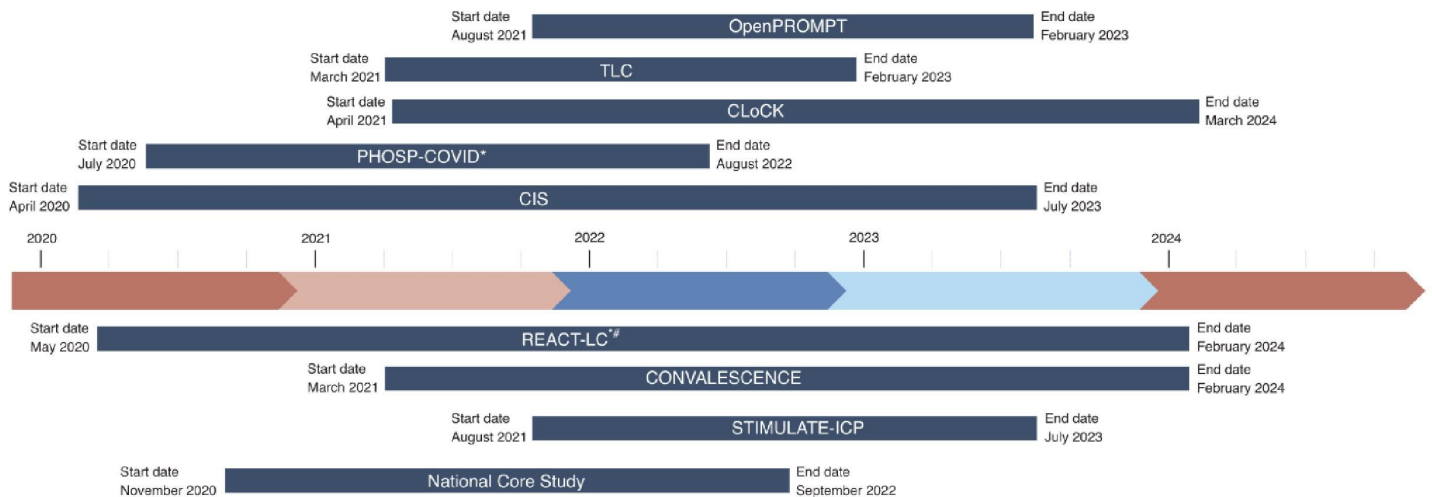 Start date
August 2021
OpenPROMPT
End date
February 2023
Start date
March 2021
TLC
End date
February 2023
Start date
April 2021
CLoCK
End date
March 2024
Start date
July 2020
PHOSP-COVID*
End date
August 2022
Start date
April 2020
CIS
End date
July 2023
2020
2021
2022
2023
2024
Start date
May 2020
REACT-LC*#
End date
February 2024
Start date
March 2021
CONVALESCENCE
End date
February 2024
Start date
August 2021
STIMULATE-ICP
End date
July 2023
Start date
November 2020
National Core Study
End date
September 2022